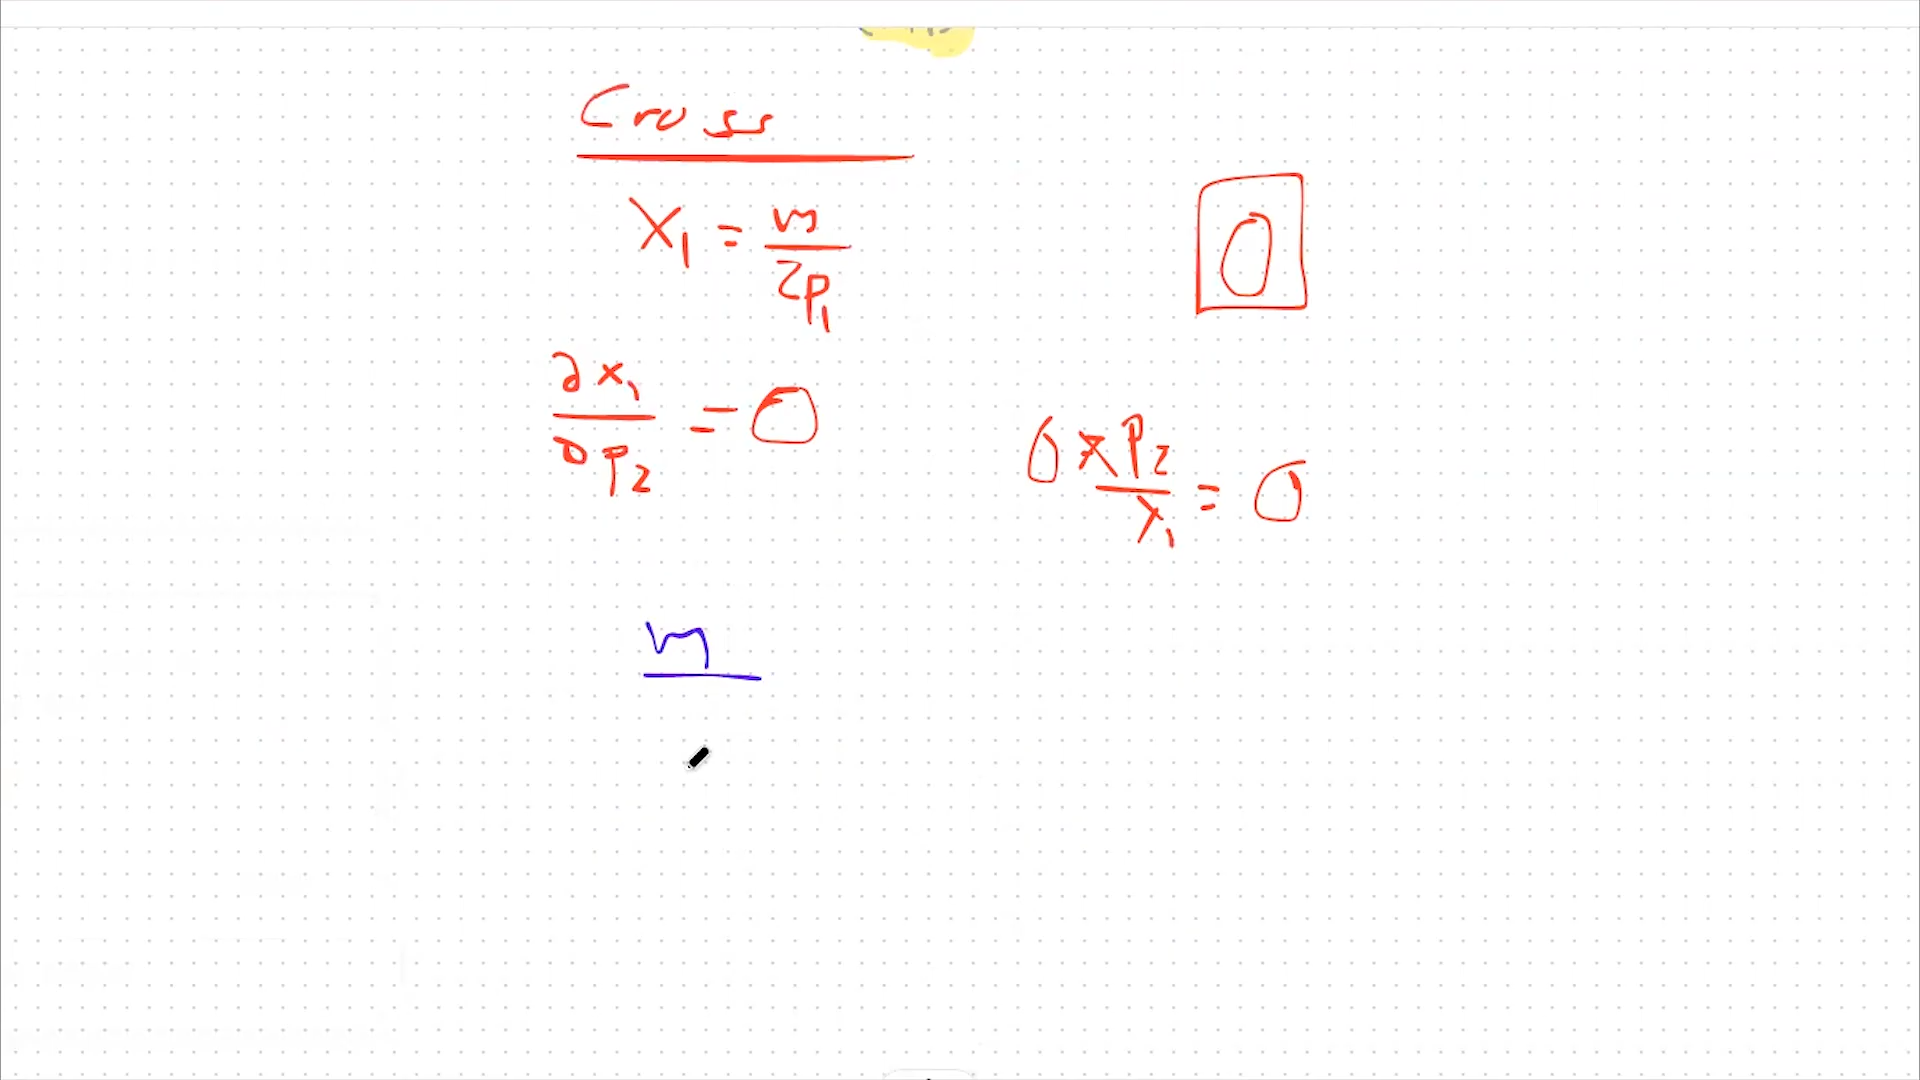 Cross
X₁ = m/2p₁
0
∂x₁/∂p₂ = 0
0 × p₂/x₁ = 0
m